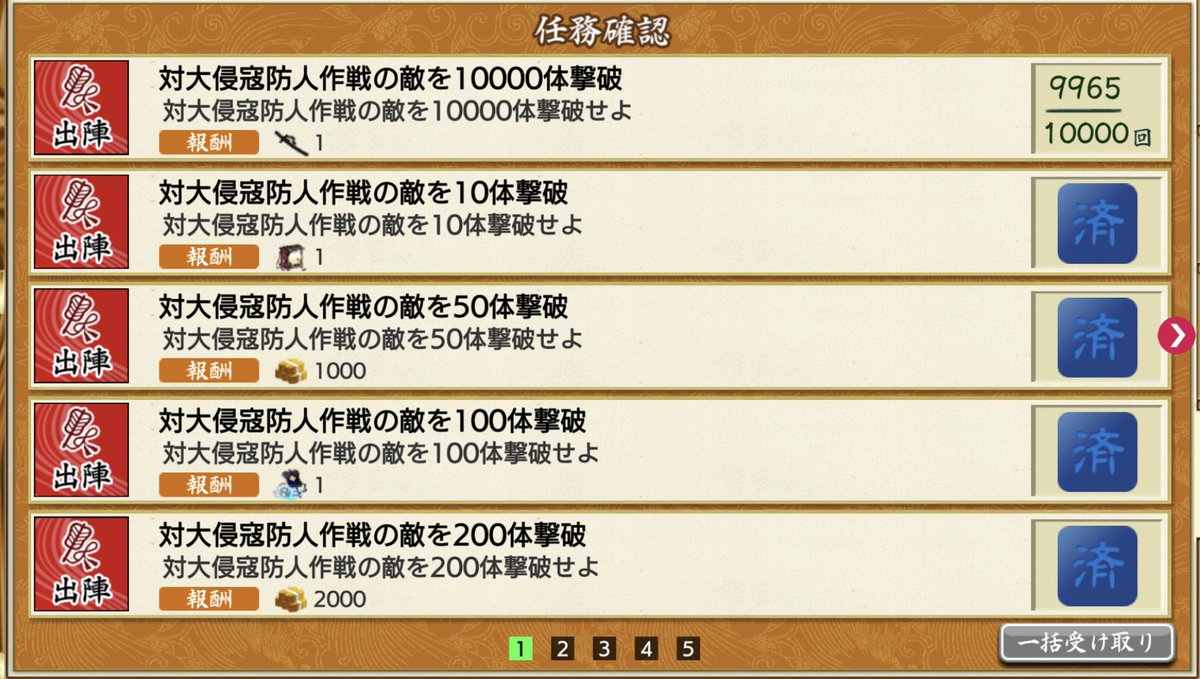 任務確認
出陣
対大侵寇防人作戦の敵を10000体撃破
対大侵寇防人作戦の敵を10000体撃破せよ
報酬 1
9965
10000回
出陣
対大侵寇防人作戦の敵を10体撃破
対大侵寇防人作戦の敵を10体撃破せよ
報酬 1
済
出陣
対大侵寇防人作戦の敵を50体撃破
対大侵寇防人作戦の敵を50体撃破せよ
報酬 1000
済
出陣
対大侵寇防人作戦の敵を100体撃破
対大侵寇防人作戦の敵を100体撃破せよ
報酬 1
済
出陣
対大侵寇防人作戦の敵を200体撃破
対大侵寇防人作戦の敵を200体撃破せよ
報酬 2000
済
1 2 3 4 5
一括受け取り